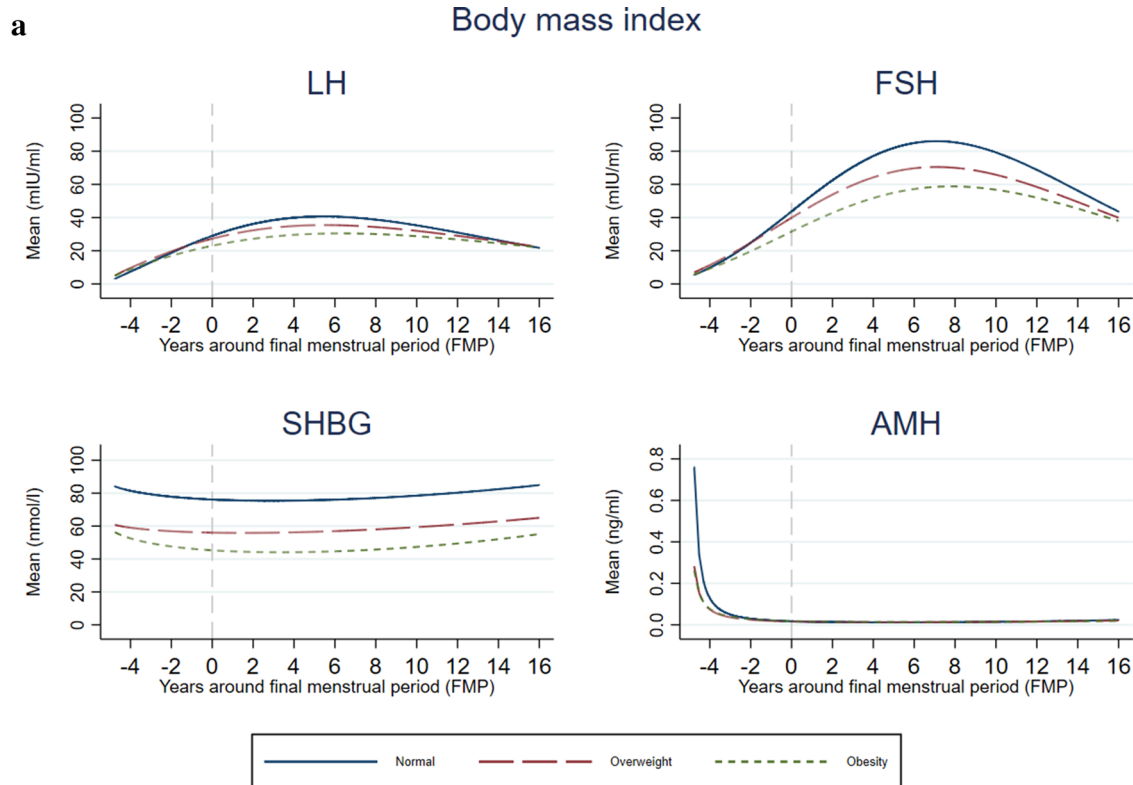 a
Body mass index
LH
Mean (mIU/ml)
100
80
60
40
20
0
-4 -2 0 2 4 6 8 10 12 14 16
Years around final menstrual period (FMP)
FSH
Mean (mIU/ml)
100
80
60
40
20
0
-4 -2 0 2 4 6 8 10 12 14 16
Years around final menstrual period (FMP)
SHBG
Mean (nmol/l)
100
80
60
40
20
0
-4 -2 0 2 4 6 8 10 12 14 16
Years around final menstrual period (FMP)
AMH
Mean (ng/ml)
0.8
0.6
0.4
0.2
0.0
-4 -2 0 2 4 6 8 10 12 14 16
Years around final menstrual period (FMP)
Normal Overweight Obesity